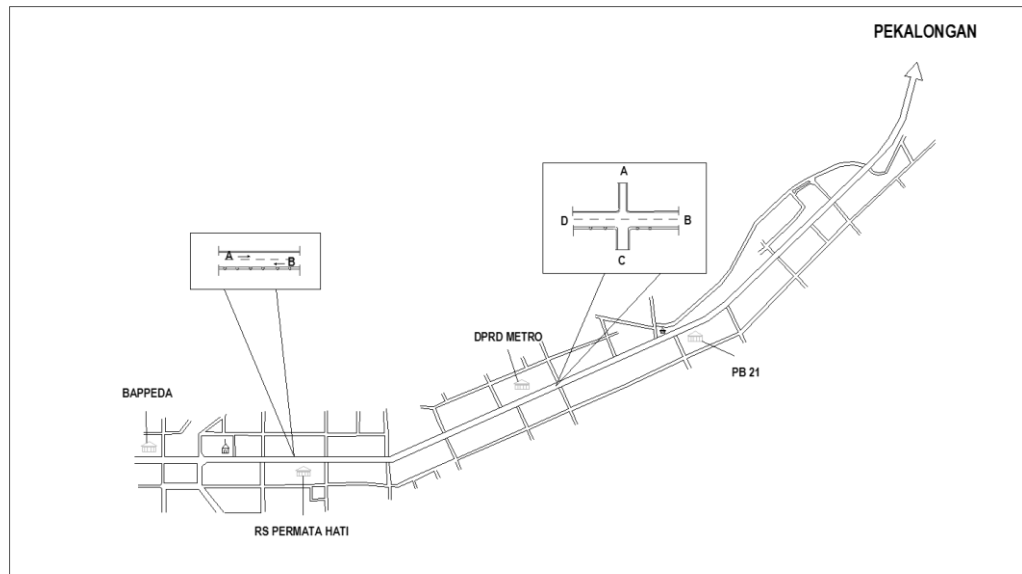 PEKALONGAN
A
D
B
C
A
B
DPRD METRO
PB 21
BAPPEDA
RS PERMATA HATI